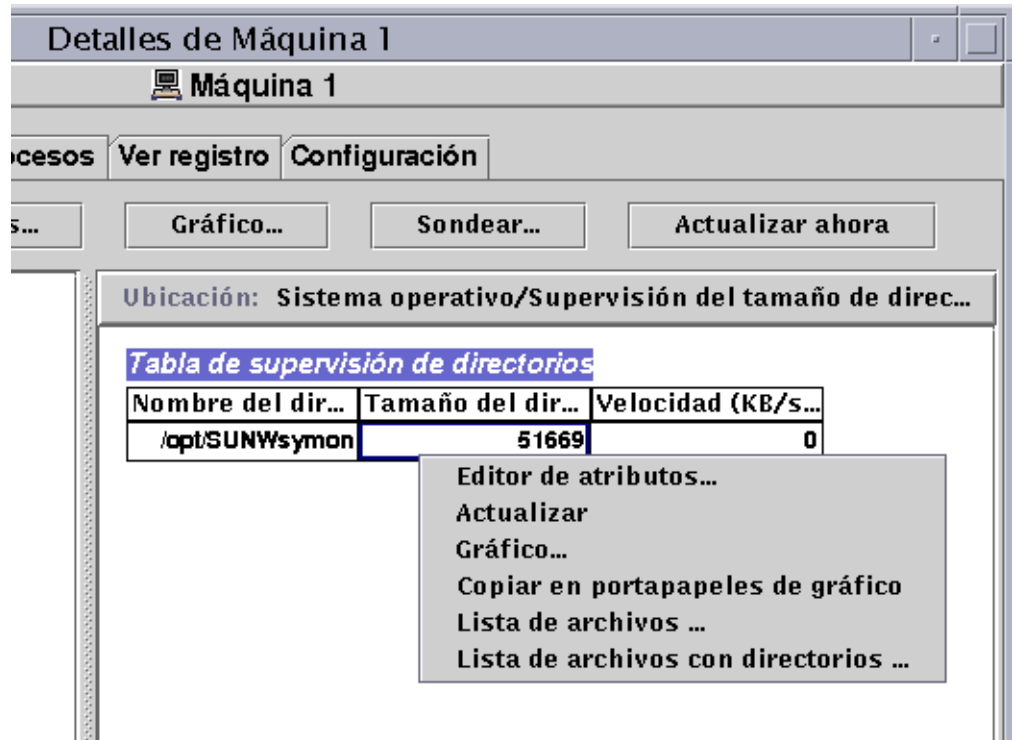 Detalles de Máquina 1
Máquina 1
ocesos Ver registro Configuración
s... Gráfico... Sondear... Actualizar ahora
Ubicación: Sistema operativo/Supervisión del tamaño de direc...
Tabla de supervisión de directorios
Nombre del dir... Tamaño del dir... Velocidad (KB/s...
/opt/SUNWsymon 51669 0
Editor de atributos...
Actualizar
Gráfico...
Copiar en portapapeles de gráfico
Lista de archivos ...
Lista de archivos con directorios ...